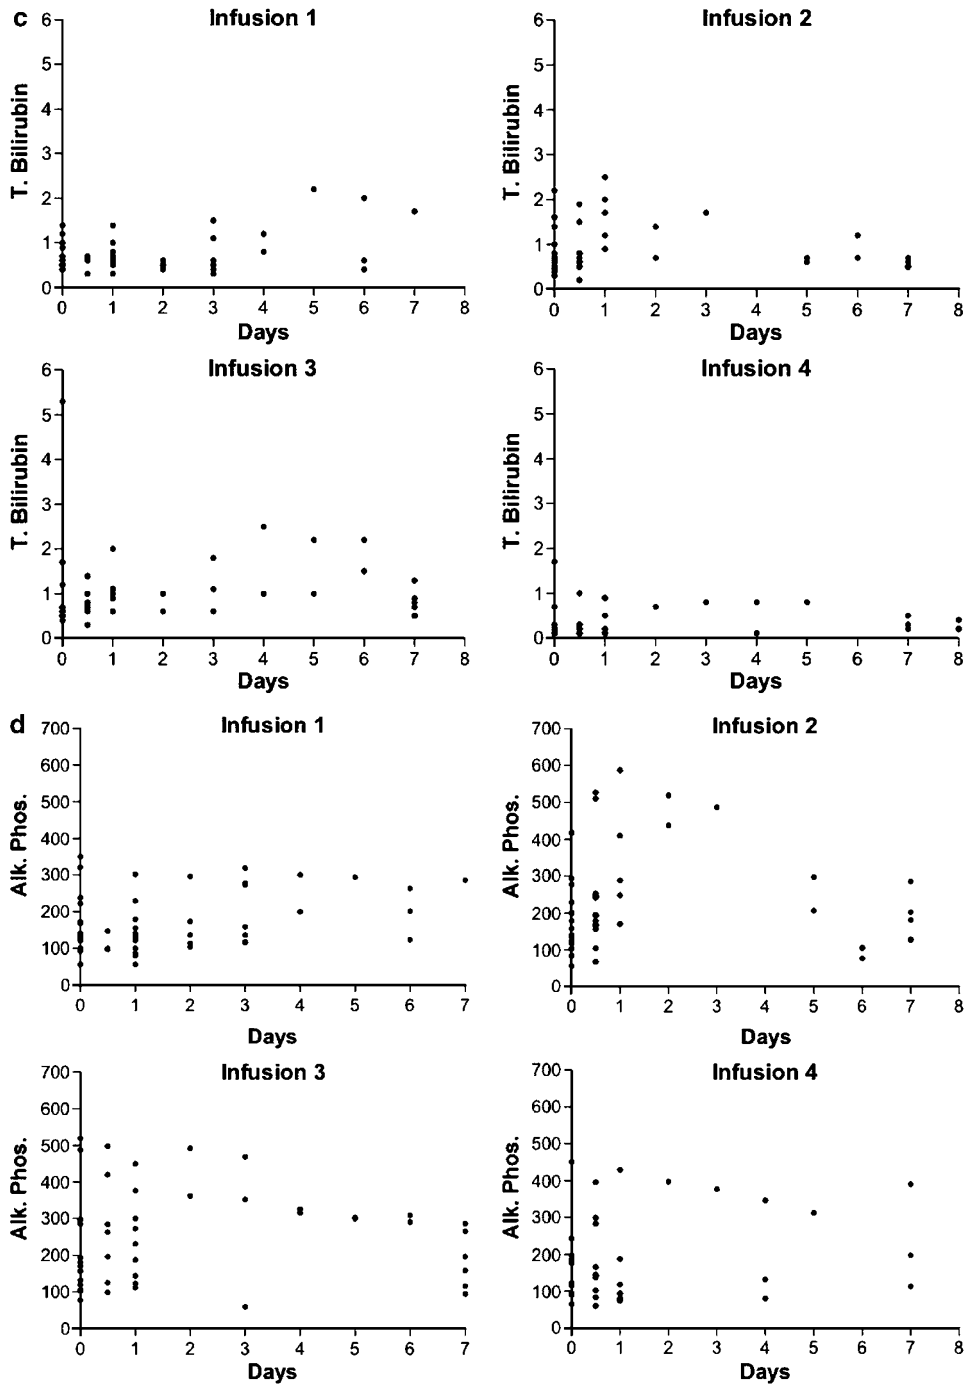 c
Infusion 1
T. Bilirubin
6
5
4
3
2
1
0
0 1 2 3 4 5 6 7 8
Days
Infusion 2
T. Bilirubin
6
5
4
3
2
1
0
0 1 2 3 4 5 6 7 8
Days
Infusion 3
T. Bilirubin
6
5
4
3
2
1
0
0 1 2 3 4 5 6 7 8
Days
Infusion 4
T. Bilirubin
6
5
4
3
2
1
0
0 1 2 3 4 5 6 7 8
Days
d
Infusion 1
Alk. Phos.
700
600
500
400
300
200
100
0
0 1 2 3 4 5 6 7
Days
Infusion 2
Alk. Phos.
700
600
500
400
300
200
100
0
0 1 2 3 4 5 6 7 8
Days
Infusion 3
Alk. Phos.
700
600
500
400
300
200
100
0
0 1 2 3 4 5 6 7
Days
Infusion 4
Alk. Phos.
700
600
500
400
300
200
100
0
0 1 2 3 4 5 6 7 8
Days